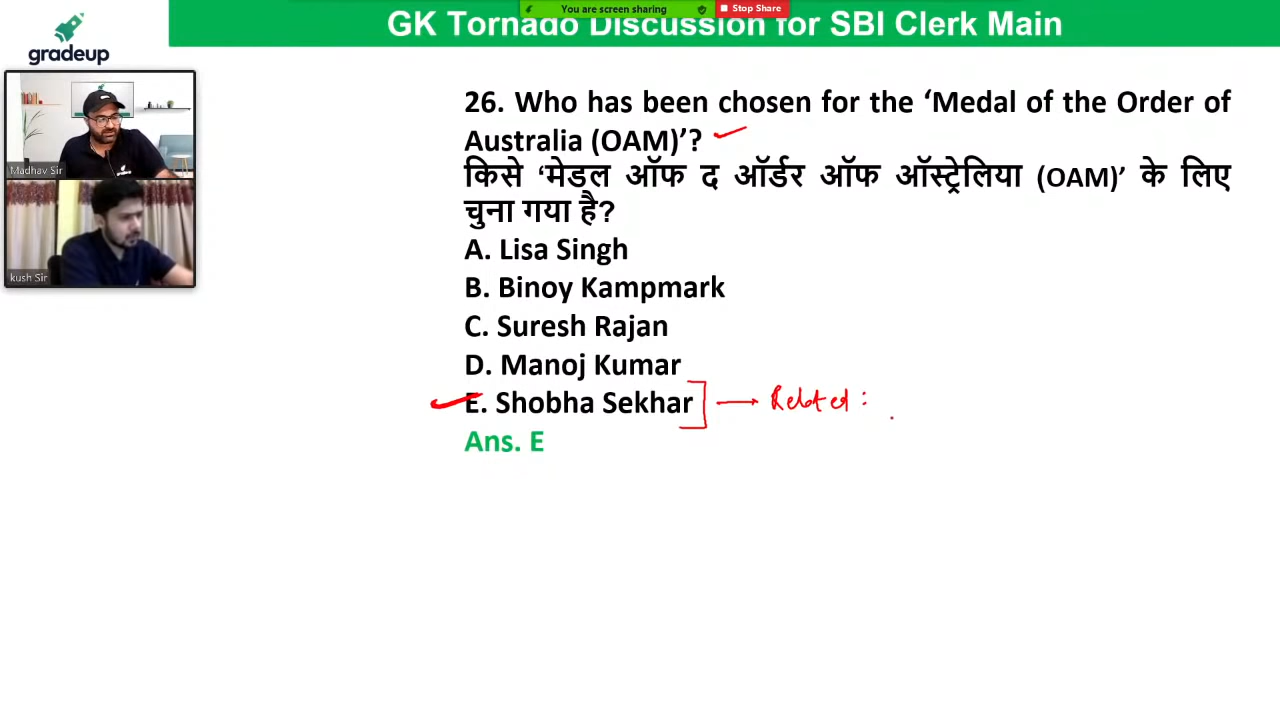 You are screen sharing
Stop Share
GK Tornado Discussion for SBI Clerk Main
gradeup
Madhav Sir
kush Sir
26. Who has been chosen for the ‘Medal of the Order of
Australia (OAM)’?
किसे ‘मेडल ऑफ द ऑर्डर ऑफ ऑस्ट्रेलिया (OAM)’ के लिए
चुना गया है?
A. Lisa Singh
B. Binoy Kampmark
C. Suresh Rajan
D. Manoj Kumar
E. Shobha Sekhar → Related :
Ans. E